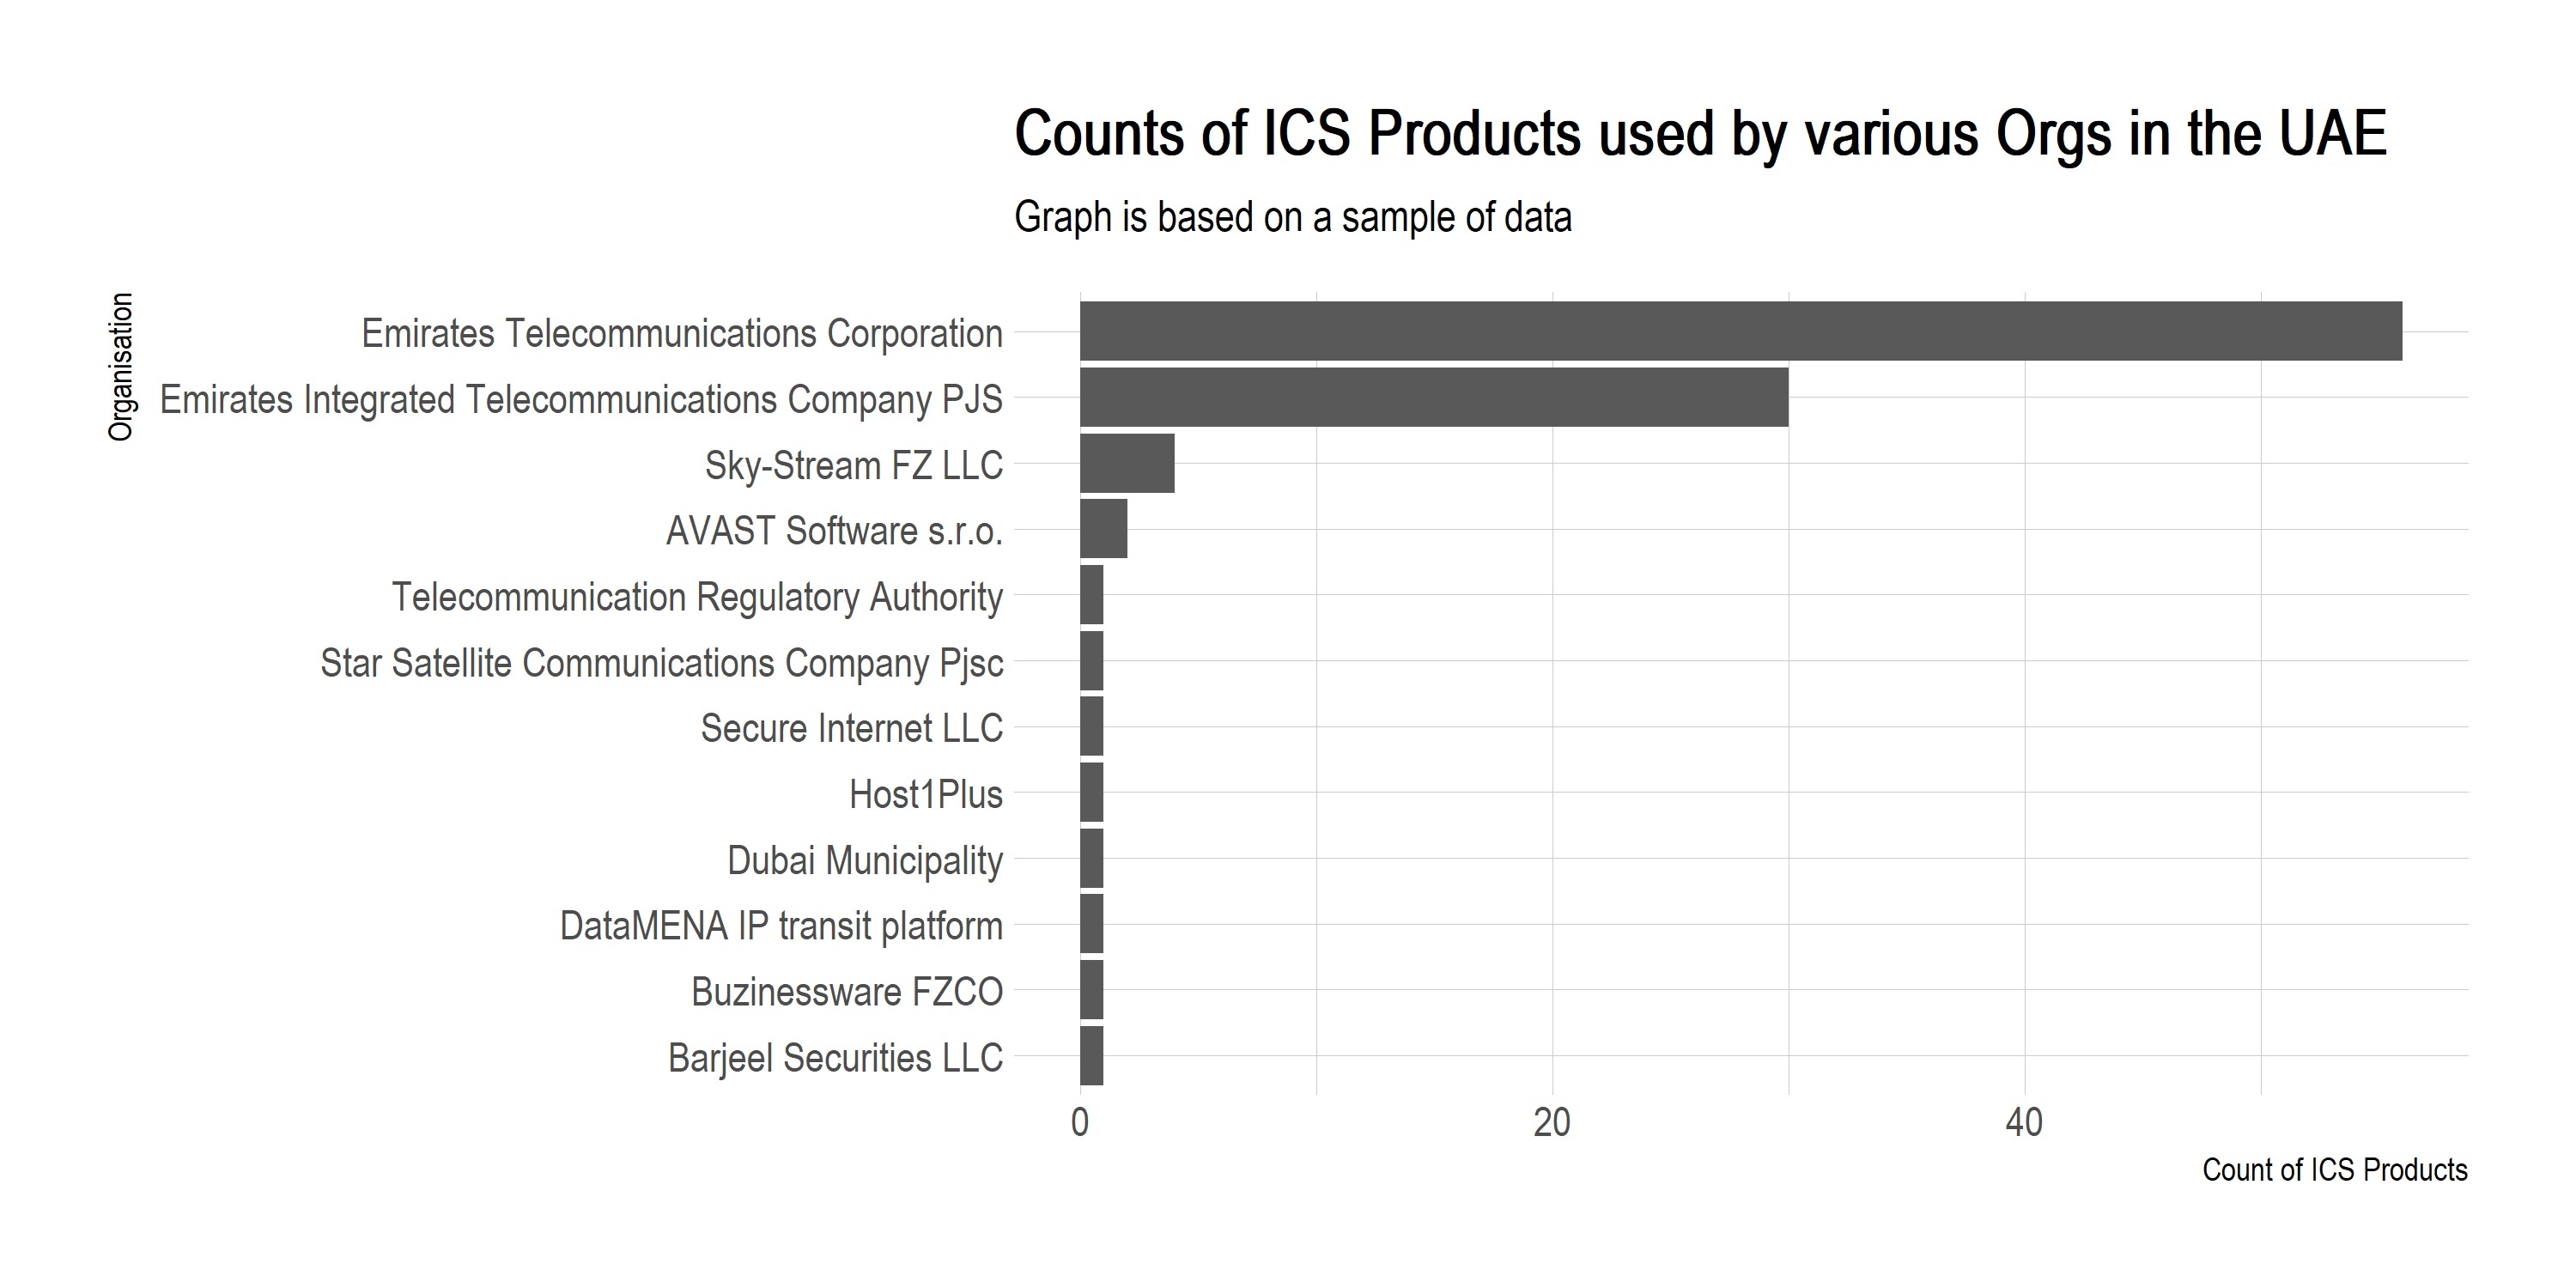 Counts of ICS Products used by various Orgs in the UAE
Graph is based on a sample of data
Organisation
Emirates Telecommunications Corporation
Emirates Integrated Telecommunications Company PJS
Sky-Stream FZ LLC
AVAST Software s.r.o.
Telecommunication Regulatory Authority
Star Satellite Communications Company Pjsc
Secure Internet LLC
Host1Plus
Dubai Municipality
DataMENA IP transit platform
Buzinessware FZCO
Barjeel Securities LLC
0 20 40
Count of ICS Products